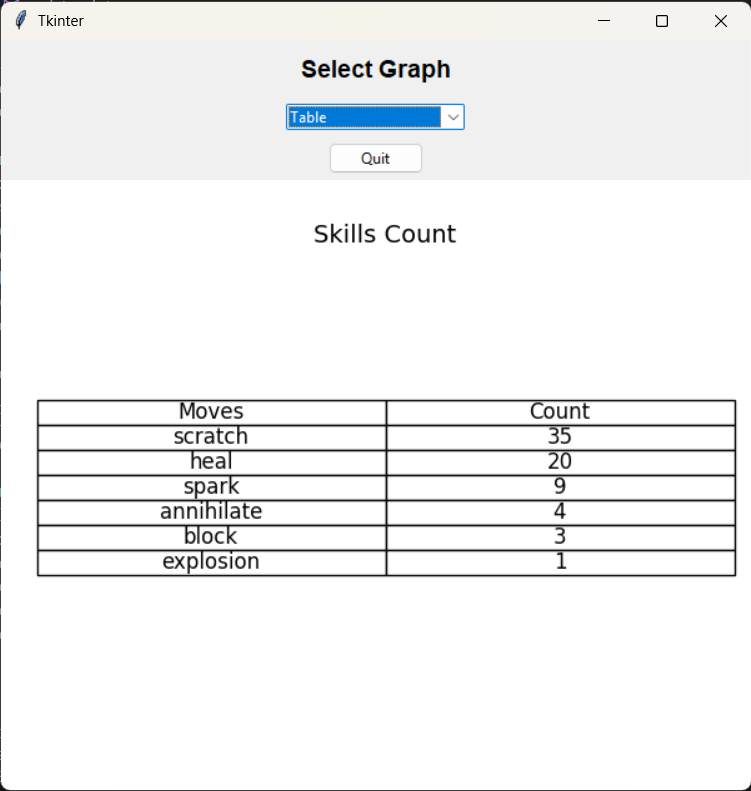 Tkinter
Select Graph
Table
Quit
Skills Count
Moves Count
scratch 35
heal 20
spark 9
annihilate 4
block 3
explosion 1